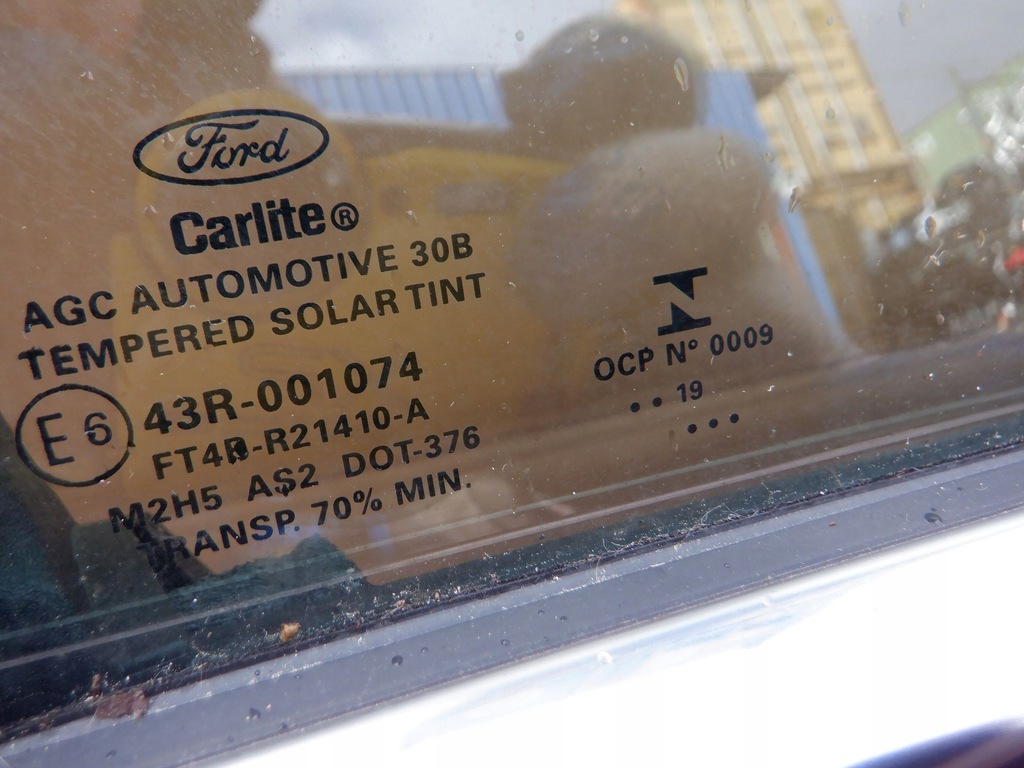 Ford
Carlite®
AGC AUTOMOTIVE 30B
TEMPERED SOLAR TINT
E6 43R-001074
FT4B-R21410-A
M2H5 AS2 DOT-376
TRANSP. 70% MIN.
OCP Nº 0009
•• 19
•••